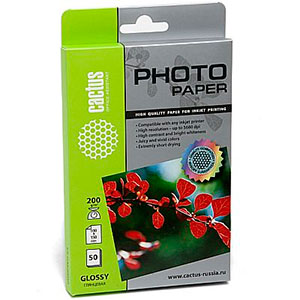 cactus
PHOTO
PAPER
HIGH QUALITY PAPER FOR INKJET PRINTING
• Compatible with any inkjet printer
• High resolution - up to 5680 dpi
• High contrast and bright whiteness
• Juicy and vivid colors
• Extremely short drying
200
50
GLOSSY
www.cactus-russia.ru